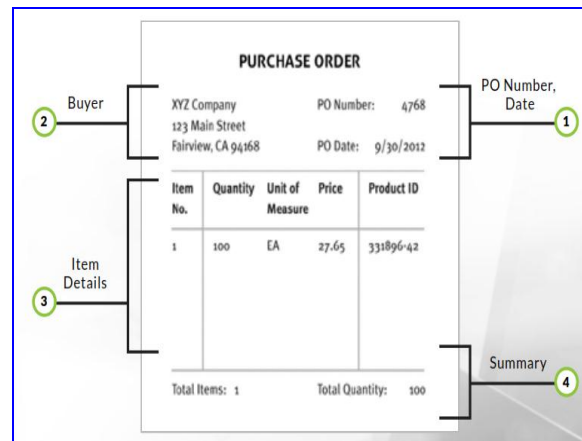 PURCHASE ORDER
Buyer
2
XYZ Company
123 Main Street
Fairview, CA 94168
PO Number: 4768
PO Date: 9/30/2012
PO Number,
Date
1
Item No. Quantity Unit of Measure Price Product ID
1 100 EA 27.65 331896-42
Item
Details
3
Total Items: 1 Total Quantity: 100
Summary
4